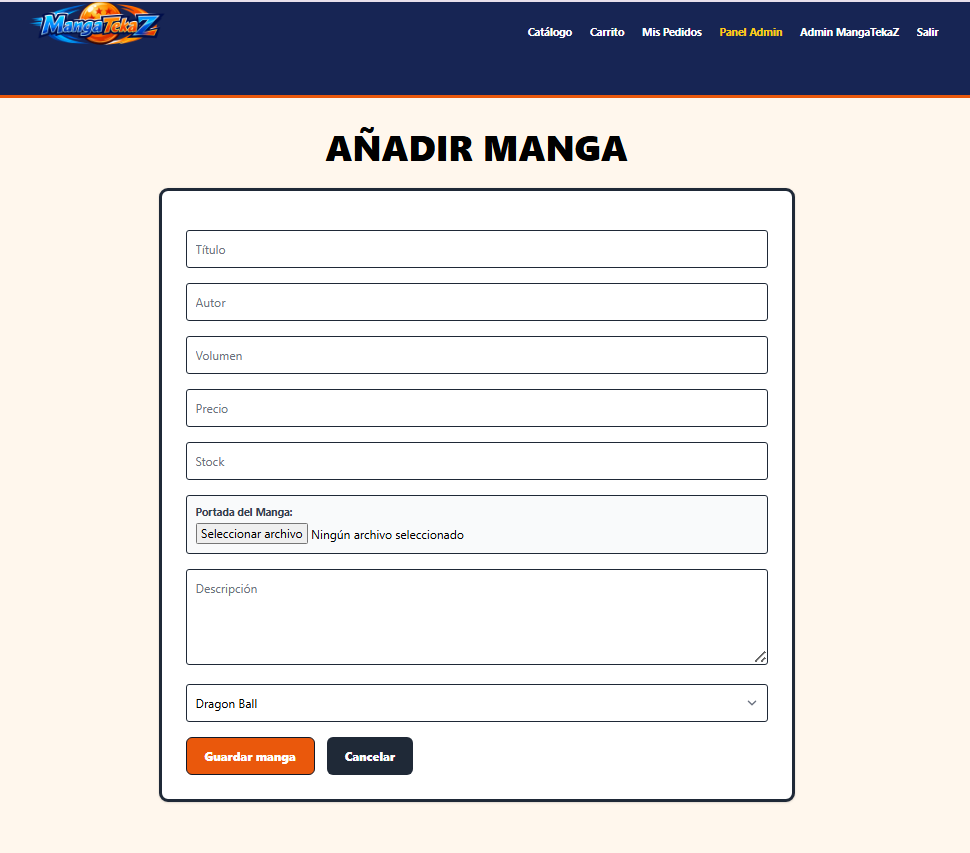 MangaTekaZ
Catálogo Carrito Mis Pedidos Panel Admin Admin MangaTekaZ Salir
AÑADIR MANGA
Título
Autor
Volumen
Precio
Stock
Portada del Manga:
Seleccionar archivo Ningún archivo seleccionado
Descripción
Dragon Ball
Guardar manga Cancelar